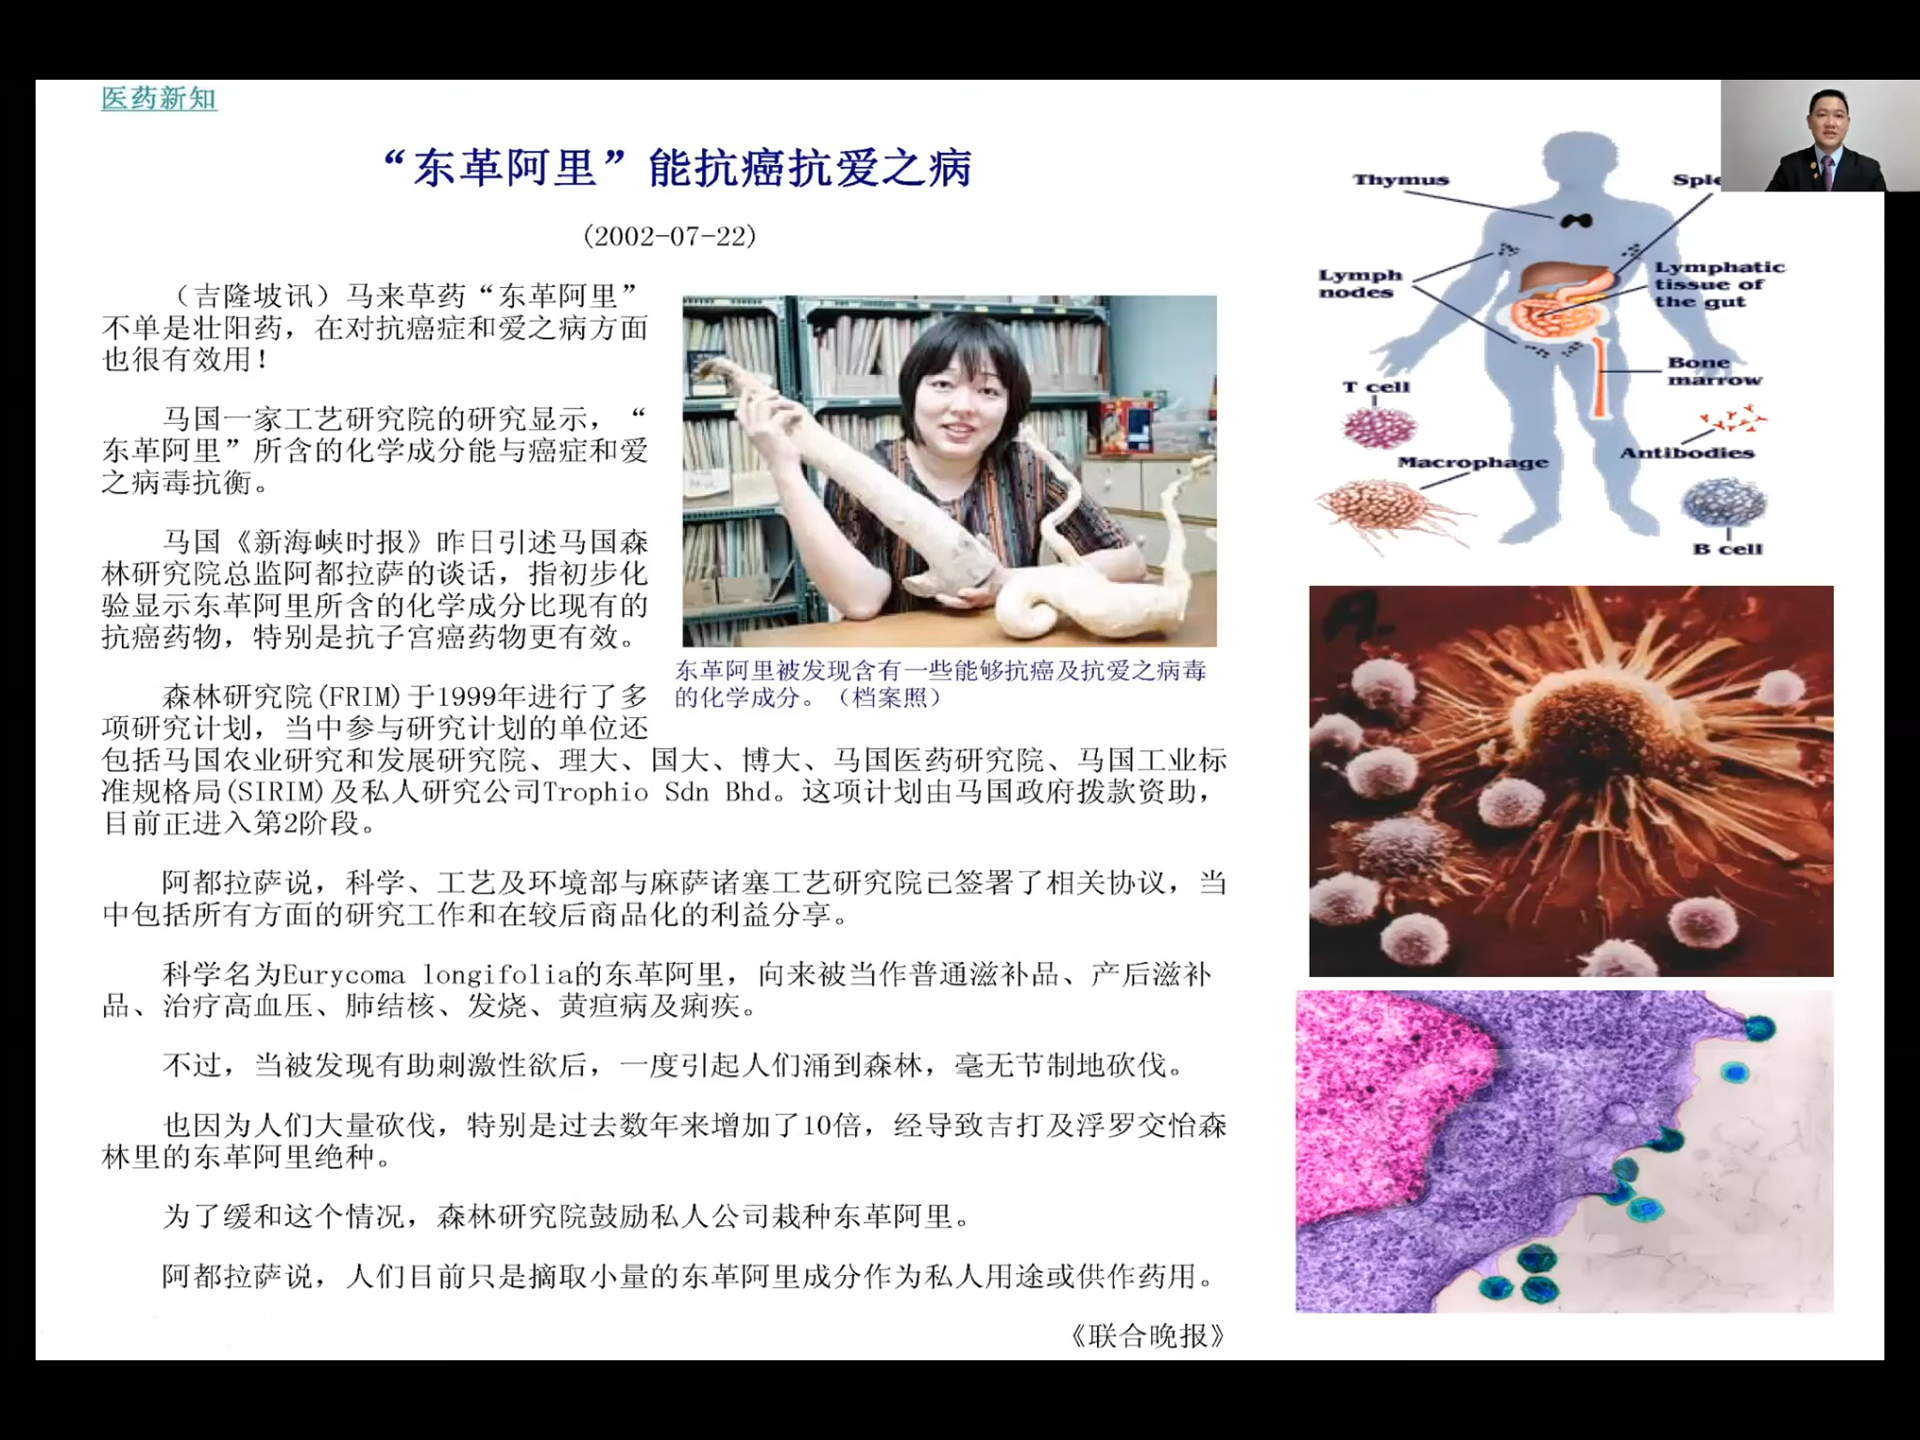 医药新知
“东革阿里”能抗癌抗爱之病
(2002-07-22)
（吉隆坡讯）马来草药“东革阿里”
不单是壮阳药，在对抗癌症和爱之病方面
也很有效用！
马国一家工艺研究院的研究显示，“
东革阿里”所含的化学成分能与癌症和爱
之病毒抗衡。
马国《新海峡时报》昨日引述马国森
林研究院总监阿都拉萨的谈话，指初步化
验显示东革阿里所含的化学成分比现有的
抗癌药物，特别是抗子宫癌药物更有效。
森林研究院(FRIM)于1999年进行了多
项研究计划，当中参与研究计划的单位还
包括马国农业研究和发展研究院、理大、国大、博大、马国医药研究院、马国工业标
准规格局(SIRIM)及私人研究公司Trophio Sdn Bhd。这项计划由马国政府拨款资助，
目前正进入第2阶段。
阿都拉萨说，科学、工艺及环境部与麻萨诸塞工艺研究院已签署了相关协议，当
中包括所有方面的研究工作和在较后商品化的利益分享。
科学名为Eurycoma longifolia的东革阿里，向来被当作普通滋补品、产后滋补
品、治疗高血压、肺结核、发烧、黄疸病及痢疾。
不过，当被发现有助刺激性欲后，一度引起人们涌到森林，毫无节制地砍伐。
也因为人们大量砍伐，特别是过去数年来增加了10倍，经导致吉打及浮罗交怡森
林里的东革阿里绝种。
为了缓和这个情况，森林研究院鼓励私人公司栽种东革阿里。
阿都拉萨说，人们目前只是摘取小量的东革阿里成分作为私人用途或供作药用。
《联合晚报》
东革阿里被发现含有一些能够抗癌及抗爱之病毒
的化学成分。（档案照）
Thymus
Lymph
nodes
Lymphatic
tissue of
the gut
Bone
marrow
T cell
Antibodies
Macrophage
B cell